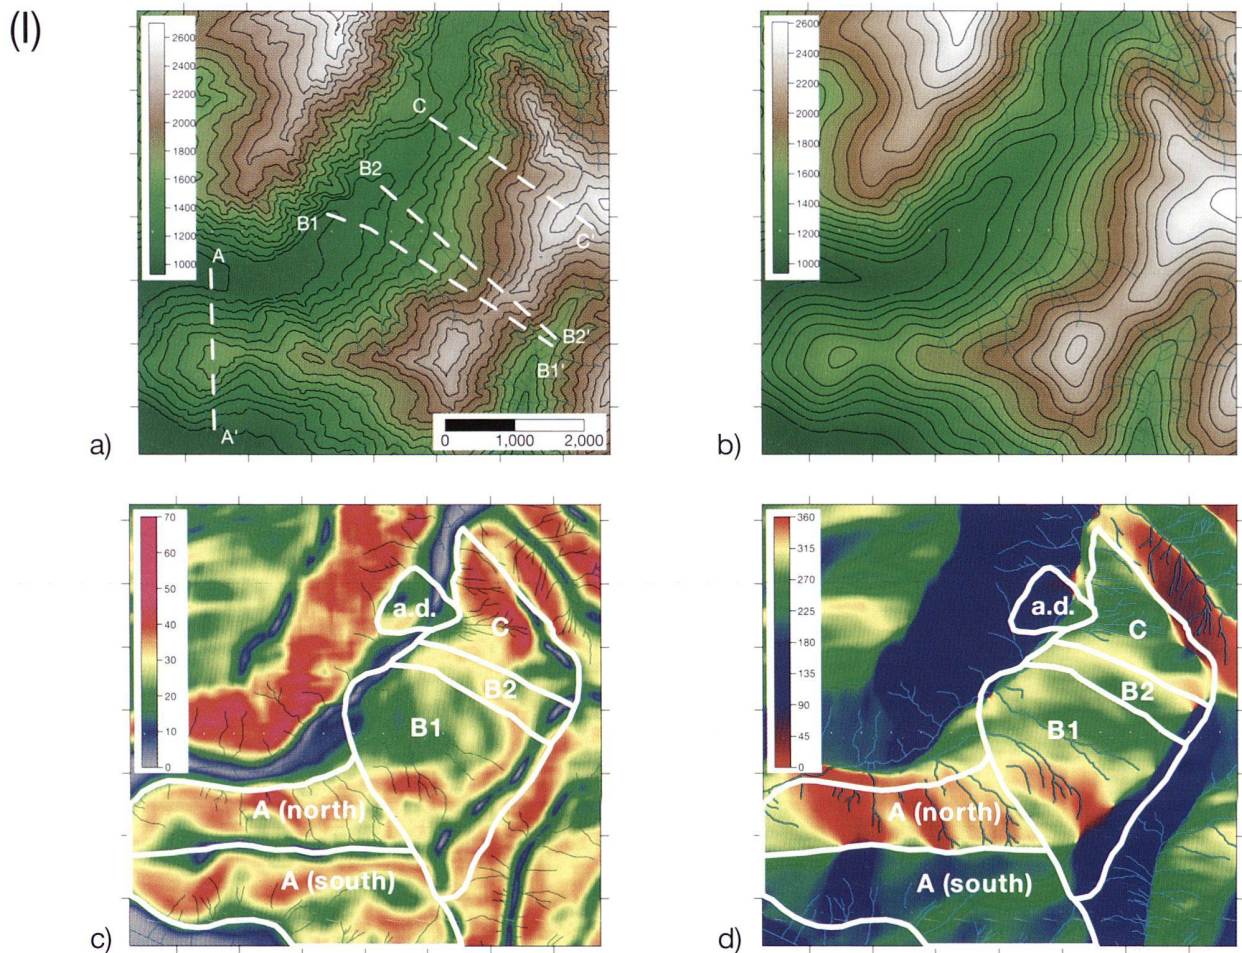 (I)
2600
2400
2200
2000
1800
1600
1400
1200
1000
C
B2
B1
A
C'
B2'
B1'
A'
0 1,000 2,000
a)
2600
2400
2200
2000
1800
1600
1400
1200
1000
b)
70
60
50
40
30
20
10
0
a.d.
C
B2
B1
A (north)
A (south)
c)
360
315
270
225
180
135
90
45
0
a.d.
C
B2
B1
A (north)
A (south)
d)